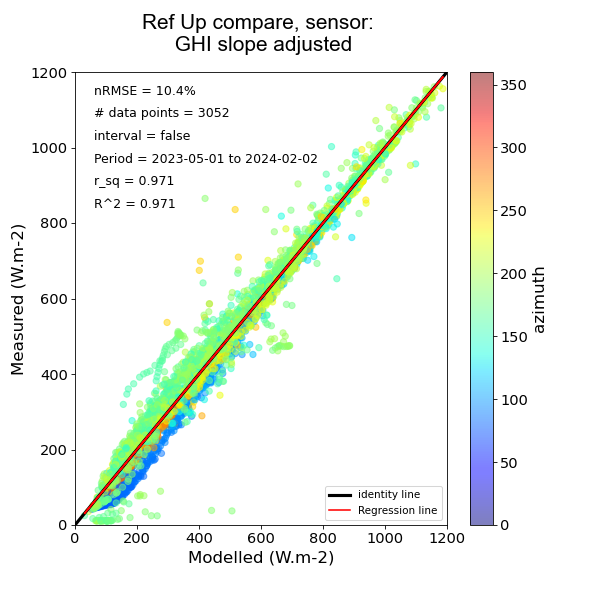 Ref Up compare, sensor:
GHI slope adjusted
nRMSE = 10.4%
# data points = 3052
interval = false
Period = 2023-05-01 to 2024-02-02
r_sq = 0.971
R^2 = 0.971
Measured (W.m-2)
1200
1000
800
600
400
200
0
0 200 400 600 800 1000 1200
Modelled (W.m-2)
identity line
Regression line
350
300
250
200
150
100
50
0
azimuth